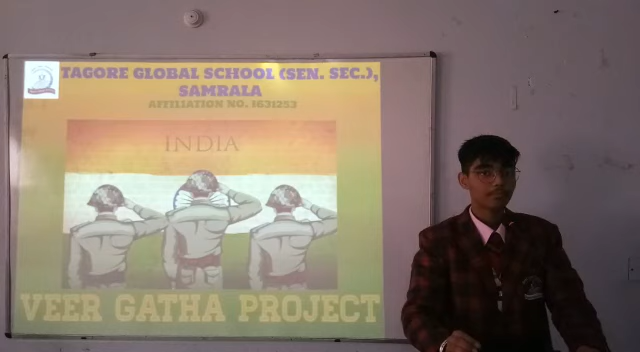 TAGORE GLOBAL SCHOOL (SEN. SEC.),
SAMRALA
AFFILIATION NO. 1631253
INDIA
VEER GATHA PROJECT